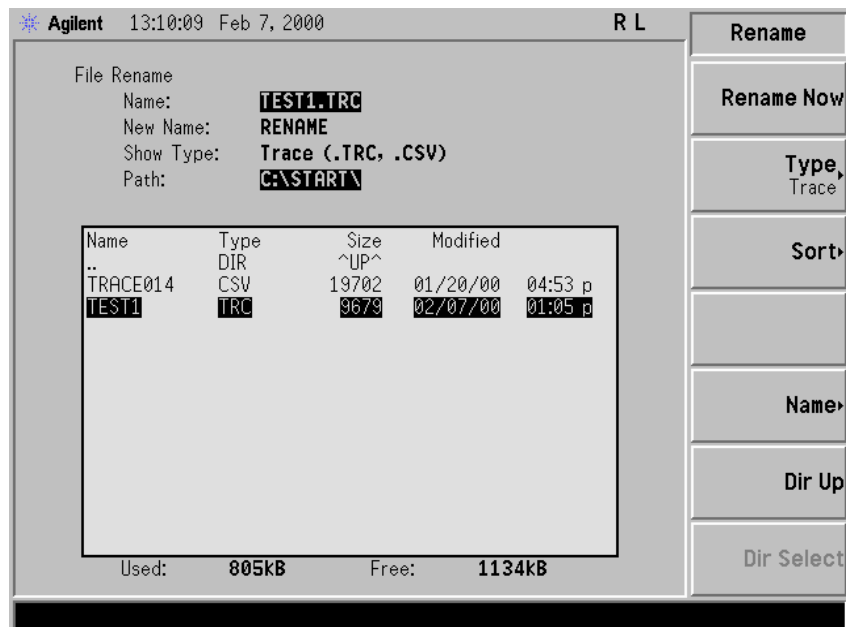 Agilent 13:10:09 Feb 7, 2000 R L
File Rename
Name: TEST1.TRC
New Name: RENAME
Show Type: Trace (.TRC, .CSV)
Path: C:\START\
Name Type Size Modified
.. DIR ^UP^
TRACE014 CSV 19702 01/20/00 04:53 p
TEST1 TRC 9679 02/07/00 01:05 p
Used: 805kB Free: 1134kB
Rename
Rename Now
Type
Trace
Sort
Name
Dir Up
Dir Select